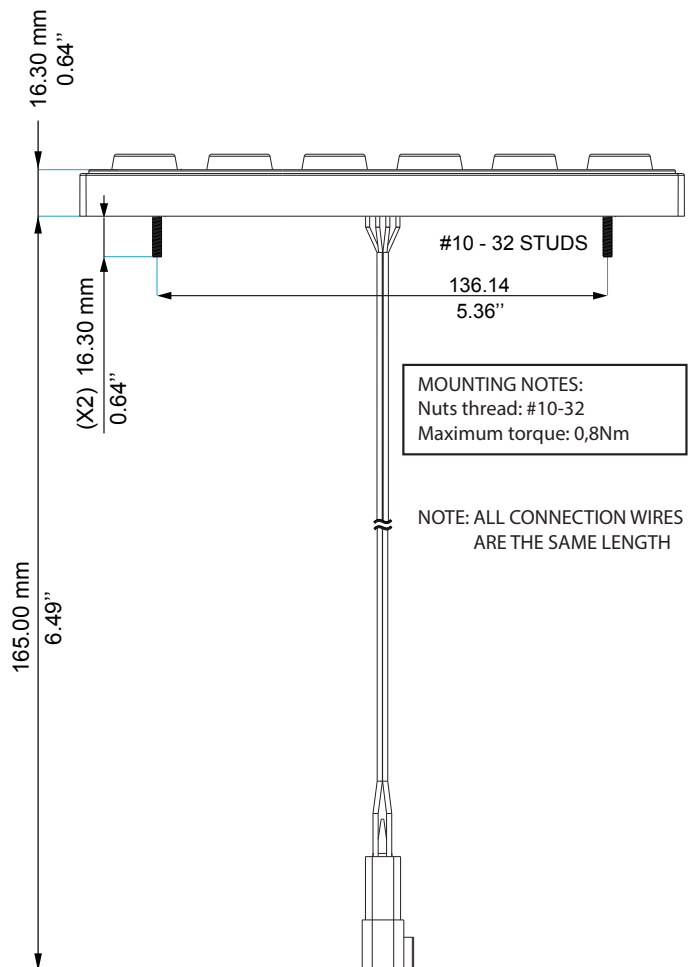 16.30 mm
0.64’’
#10 - 32 STUDS
136.14
5.36’’
(X2) 16.30 mm
0.64’’
MOUNTING NOTES:
Nuts thread: #10-32
Maximum torque: 0,8Nm
NOTE: ALL CONNECTION WIRES
ARE THE SAME LENGTH
165.00 mm
6.49’’